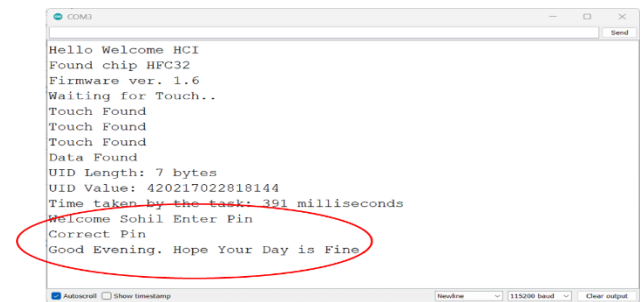 COM3
Send
Hello Welcome HCI
Found chip HFC32
Firmware ver. 1.6
Waiting for Touch..
Touch Found
Touch Found
Touch Found
Data Found
UID Length: 7 bytes
UID Value: 420217022818144
Time taken by the task: 391 milliseconds
Welcome Sohil Enter Pin
Correct Pin
Good Evening. Hope Your Day is Fine
Autoscroll Show timestamp Newline 115200 baud Clear output